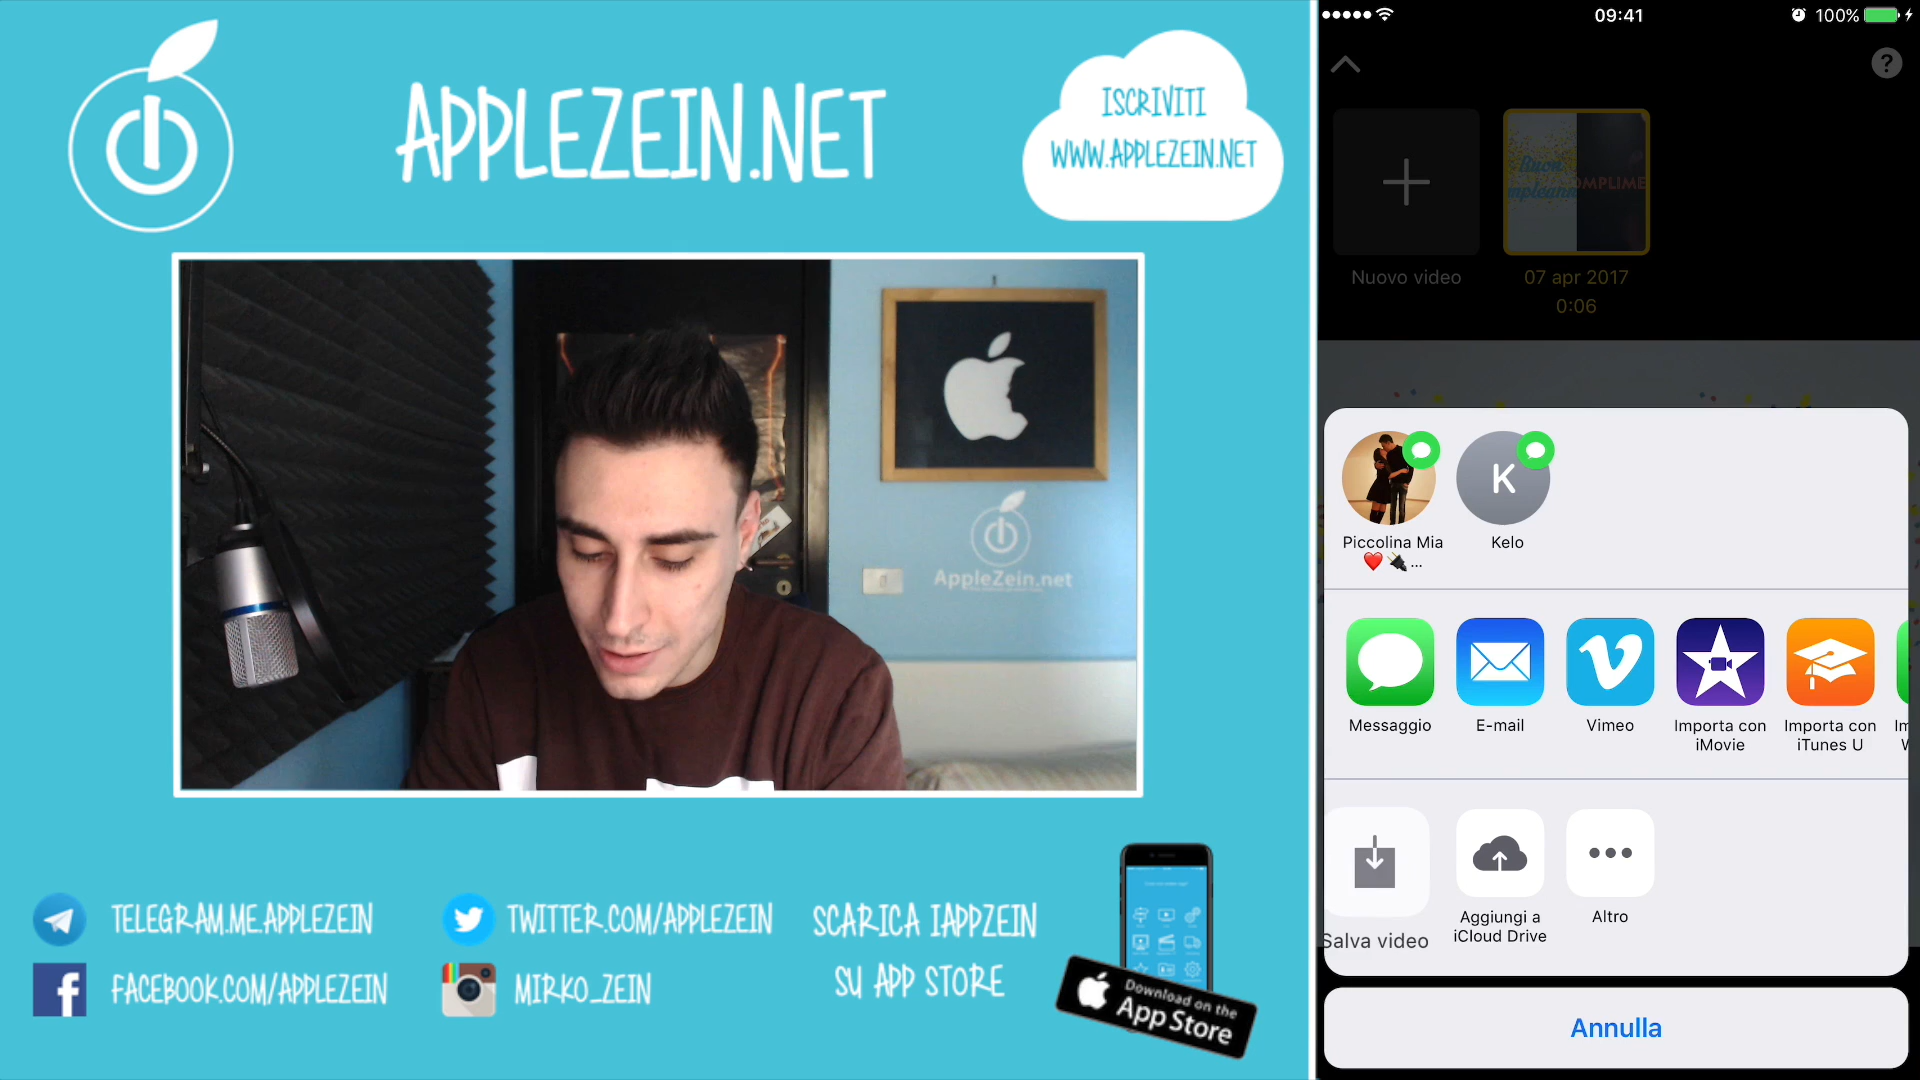 APPLEZEIN.NET
ISCRIVITI
WWW.APPLEZEIN.NET
AppleZein.net
TELEGRAM.ME.APPLEZEIN
TWITTER.COM/APPLEZEIN
FACEBOOK.COM/APPLEZEIN
MIRKO_ZEIN
SCARICA IAPPZEIN
SU APP STORE
Download on the
App Store
09:41
100%
?
Buon
COMPLIME
Nuovo video
07 apr 2017
0:06
K
Piccolina Mia
❤️🔌...
Kelo
Messaggio
E-mail
Vimeo
Importa con
iMovie
Importa con
iTunes U
Salva video
Aggiungi a
iCloud Drive
Altro
Annulla